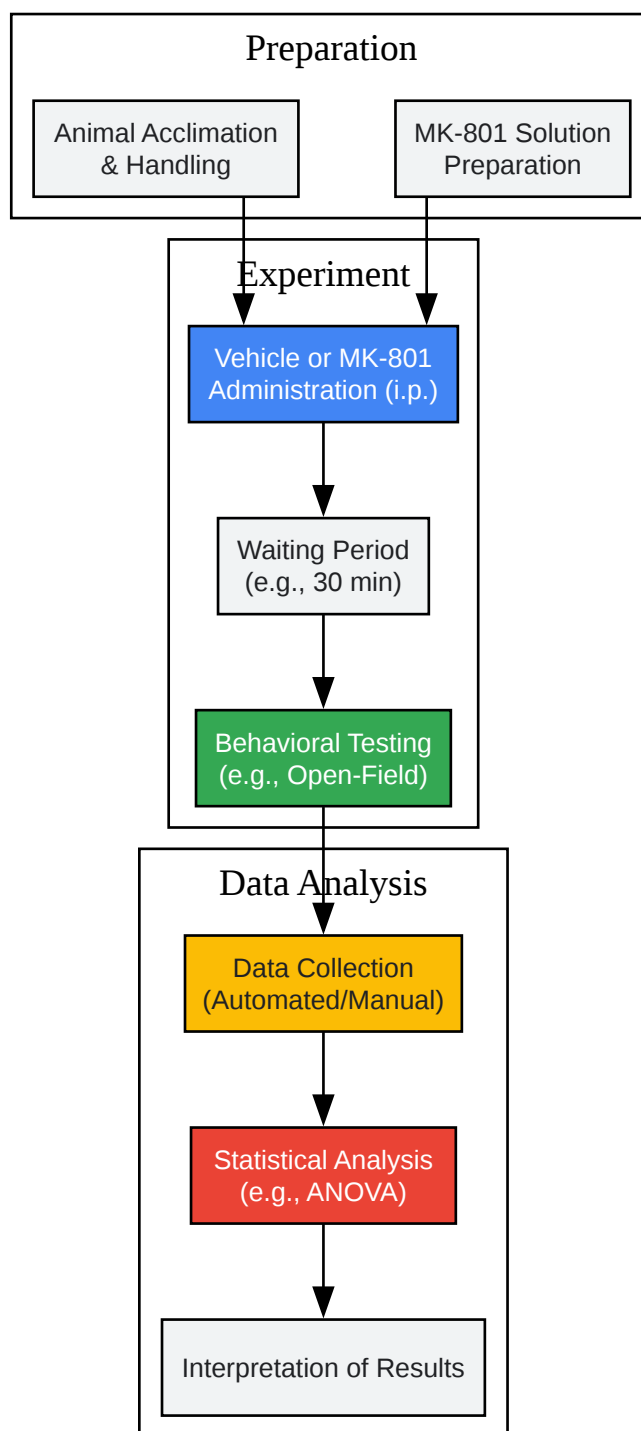 Preparation
Animal Acclimation
& Handling
MK-801 Solution
Preparation
Experiment
Vehicle or MK-801
Administration (i.p.)
Waiting Period
(e.g., 30 min)
Behavioral Testing
(e.g., Open-Field)
Data Analysis
Data Collection
(Automated/Manual)
Statistical Analysis
(e.g., ANOVA)
Interpretation of Results